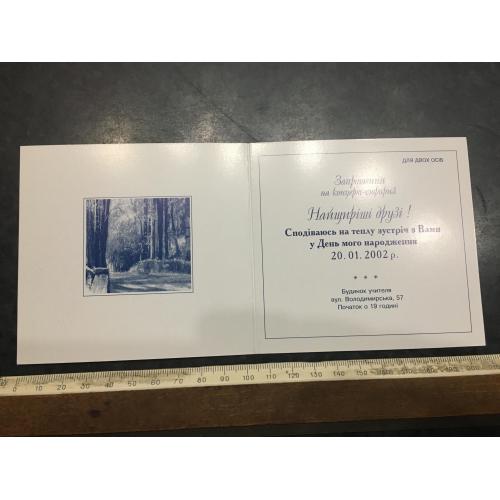 ДЛЯ ДВОХ ОСІБ
Запрошення
на концерт-сюрприз
Найщиріші друзі !
Сподіваюсь на теплу зустріч з Вами
у День мого народження
20. 01. 2002 р.
* * *
Будинок учителя
вул. Володимирська, 57
Початок о 19 годині